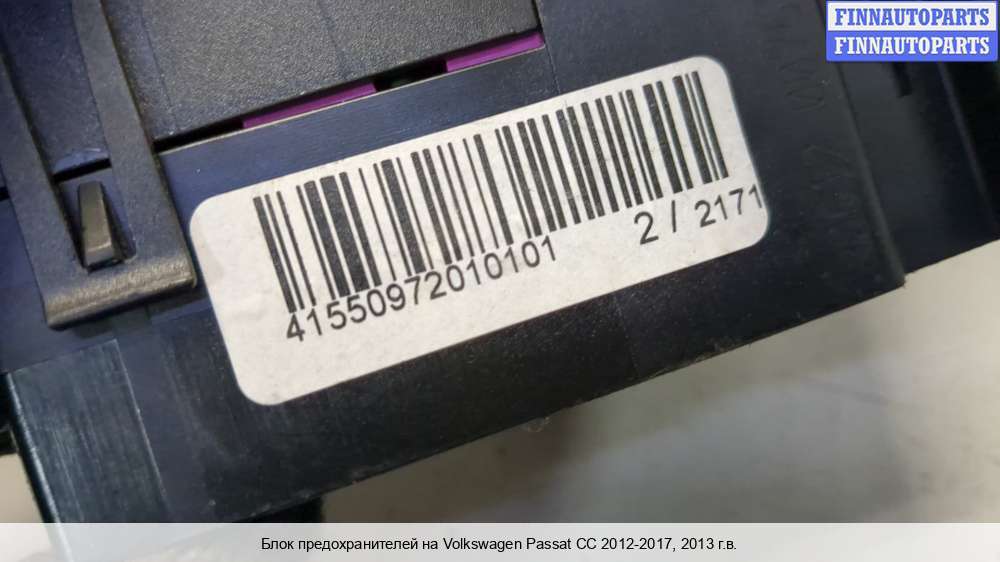 FINNAUTOPARTS
FINNAUTOPARTS
41550972010101
2 / 2171
Блок предохранителей на Volkswagen Passat CC 2012-2017, 2013 г.в.